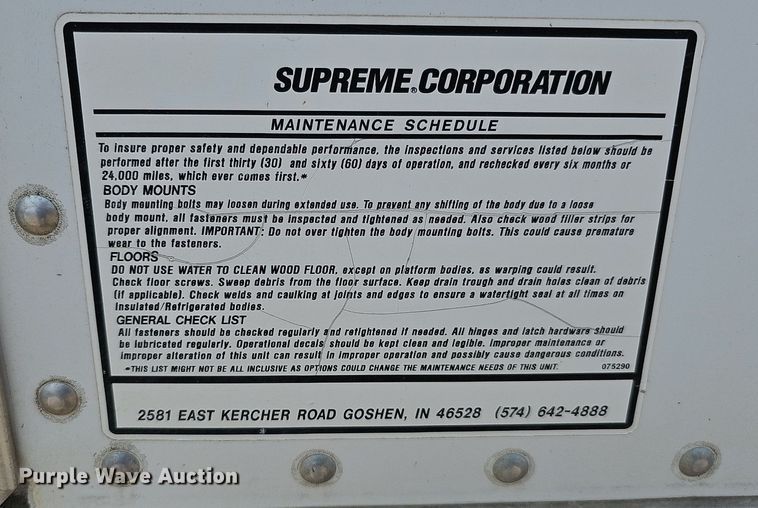 SUPREME® CORPORATION
MAINTENANCE SCHEDULE
To insure proper safety and dependable performance, the inspections and services listed below should be
performed after the first thirty (30) and sixty (60) days of operation, and rechecked every six months or
24,000 miles, which ever comes first.*
BODY MOUNTS
Body mounting bolts may loosen during extended use. To prevent any shifting of the body due to a loose
body mount, all fasteners must be inspected and tightened as needed. Also check wood filler strips for
proper alignment. IMPORTANT: Do not over tighten the body mounting bolts. This could cause premature
wear to the fasteners.
FLOORS
DO NOT USE WATER TO CLEAN WOOD FLOOR, except on platform bodies, as warping could result.
Check floor screws. Sweep debris from the floor surface. Keep drain trough and drain holes clean of debris
(if applicable). Check welds and caulking at joints and edges to ensure a watertight seal at all times on
Insulated/Refrigerated bodies.
GENERAL CHECK LIST
All fasteners should be checked regularly and retightened if needed. All hinges and latch hardware should
be lubricated regularly. Operational decals should be kept clean and legible. Improper maintenance or
improper alteration of this unit can result in improper operation and possibly cause dangerous conditions.
*THIS LIST MIGHT NOT BE ALL INCLUSIVE AS OPTIONS COULD CHANGE THE MAINTENANCE NEEDS OF THIS UNIT. 075290
2581 EAST KERCHER ROAD GOSHEN, IN 46528 (574) 642-4888
Purple Wave Auction